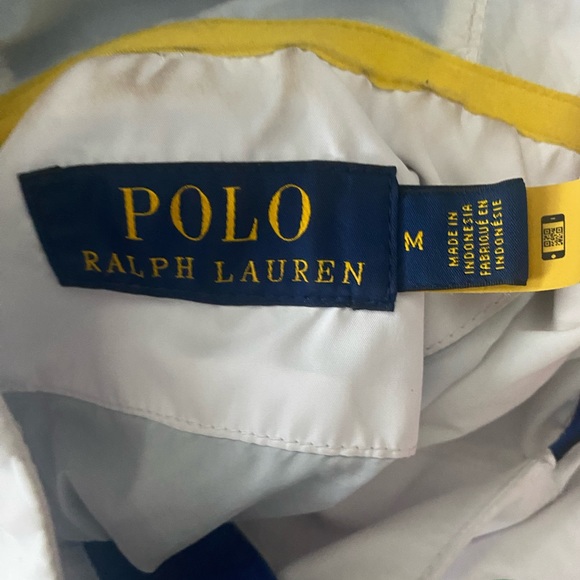 POLO
RALPH LAUREN
M
MADE IN
INDONESIA
FABRIQUÉ EN
INDONÉSIE